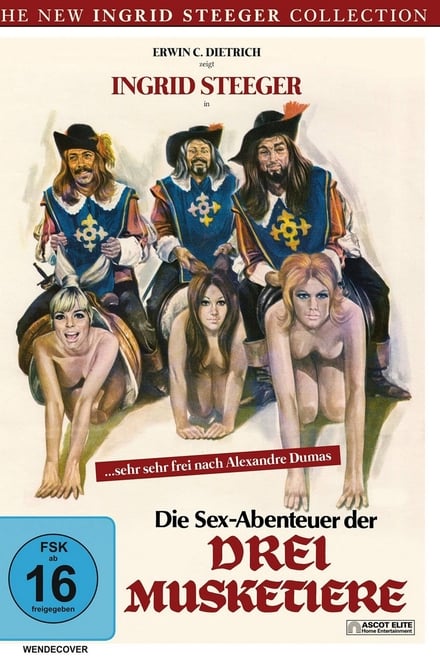 HE NEW INGRID STEEGER COLLECTION
ERWIN C. DIETRICH
zeigt
INGRID STEEGER
in
...sehr sehr frei nach Alexandre Dumas
Die Sex-Abenteuer der
DREI
MUSKETIERE
FSK
ab
16
freigegeben
ASCOT ELITE
Home Entertainment
WENDECOVER